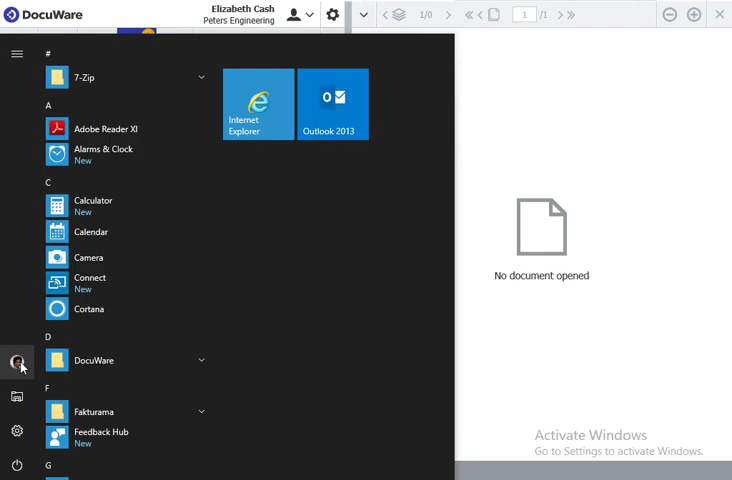 DocuWare
Elizabeth Cash
Peters Engineering
1/0
1 /1
#
7-Zip
A
Adobe Reader XI
Alarms & Clock
New
C
Calculator
New
Calendar
Camera
Connect
New
Cortana
D
DocuWare
F
Fakturama
Feedback Hub
New
G
Internet
Explorer
Outlook 2013
No document opened
Activate Windows
Go to Settings to activate Windows.